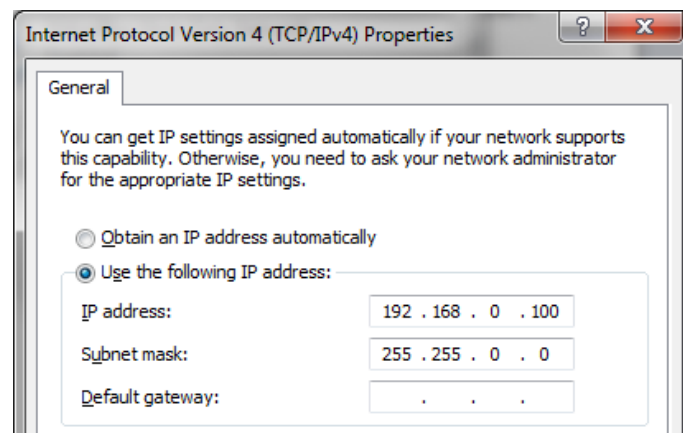 Internet Protocol Version 4 (TCP/IPv4) Properties
? X
General
You can get IP settings assigned automatically if your network supports
this capability. Otherwise, you need to ask your network administrator
for the appropriate IP settings.
Obtain an IP address automatically
Use the following IP address:
IP address: 192 . 168 . 0 . 100
Subnet mask: 255 . 255 . 0 . 0
Default gateway: . . .